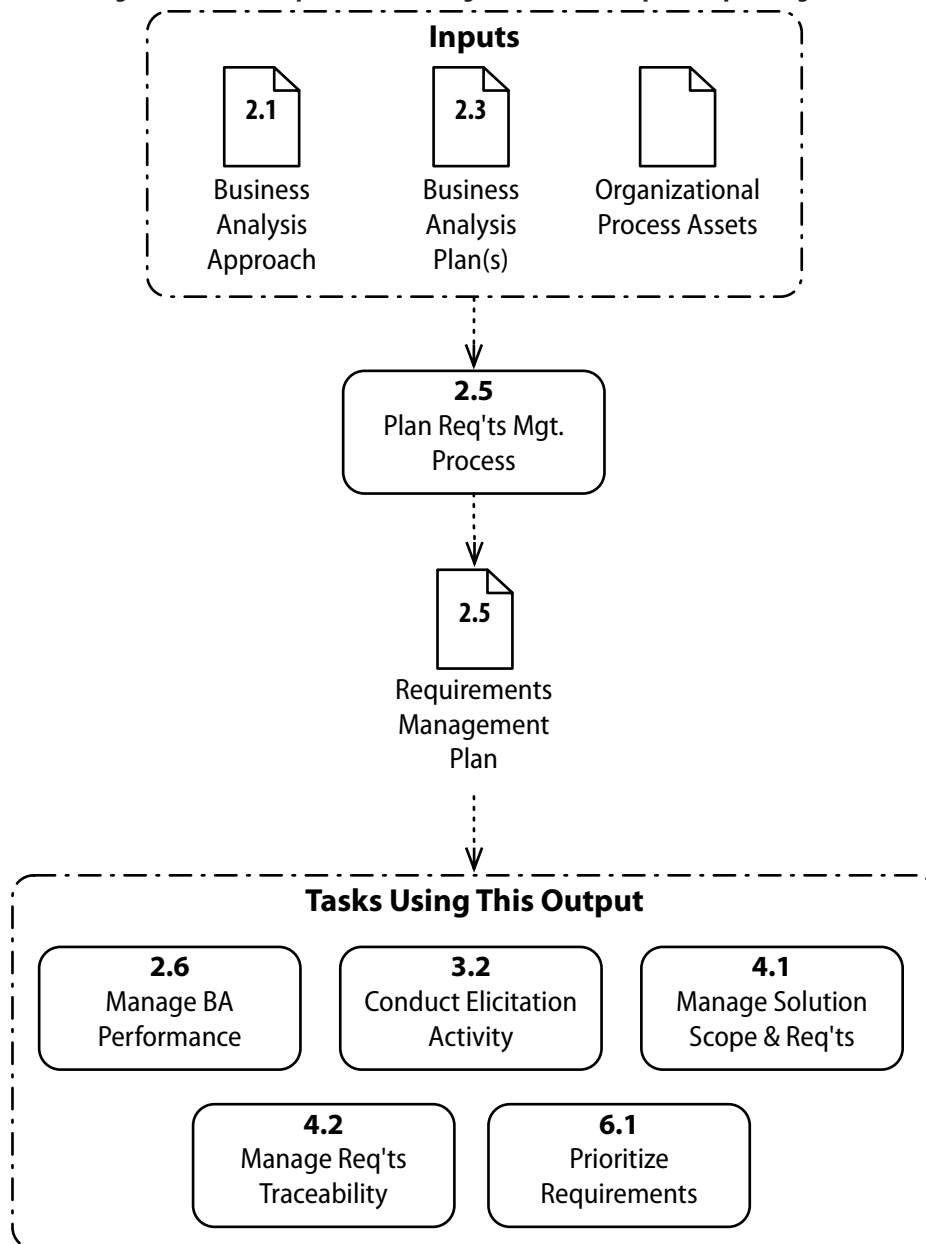 Inputs
2.1
2.3
Business
Analysis
Approach
Business
Analysis
Plan(s)
Organizational
Process Assets
2.5
Plan Req'ts Mgt.
Process
2.5
Requirements
Management
Plan
Tasks Using This Output
2.6
Manage BA
Performance
3.2
Conduct Elicitation
Activity
4.1
Manage Solution
Scope & Req'ts
4.2
Manage Req'ts
Traceability
6.1
Prioritize
Requirements